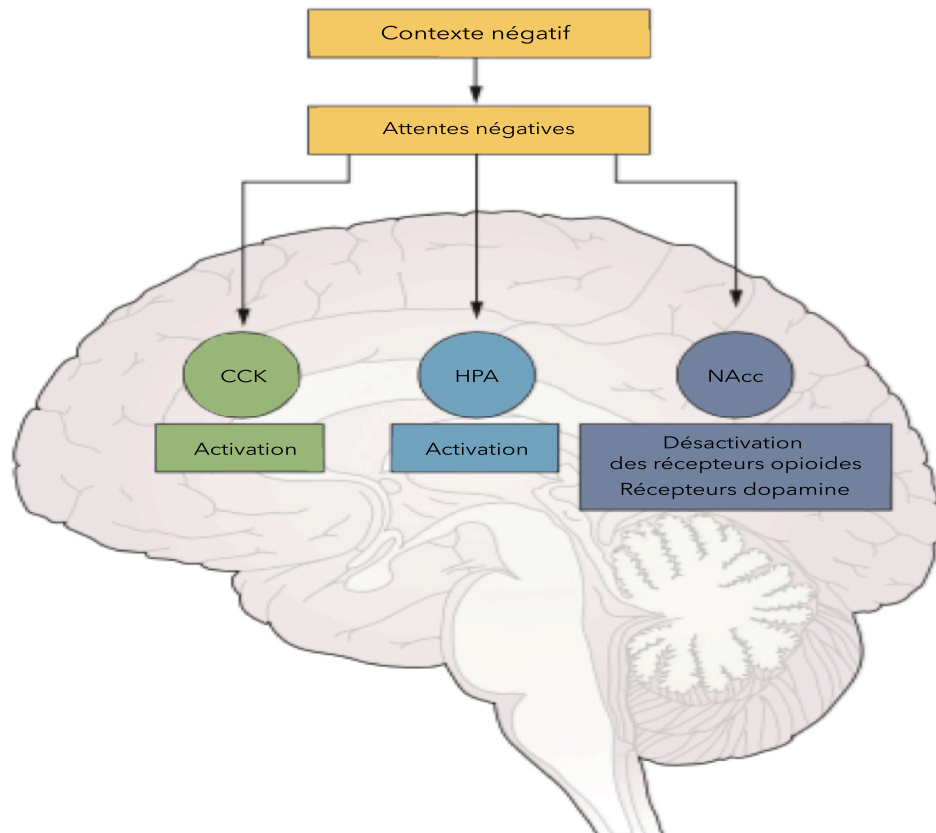 Contexte négatif
Attentes négatives
CCK
HPA
NAcc
Activation
Activation
Désactivation
des récepteurs opioides
Récepteurs dopamine